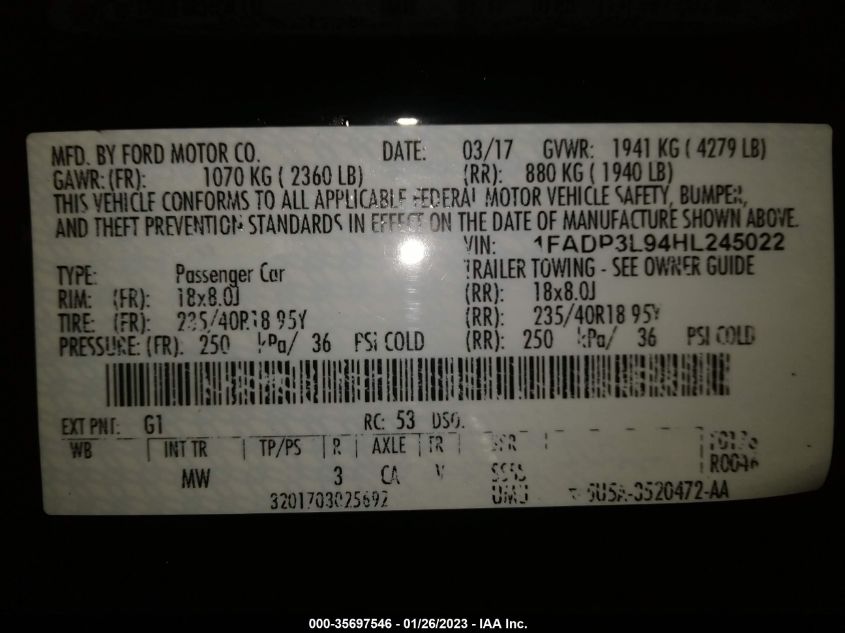 MFD. BY FORD MOTOR CO. DATE: 03/17 GVWR: 1941 KG ( 4279 LB)
GAWR: (FR): 1070 KG ( 2360 LB) (RR): 880 KG ( 1940 LB)
THIS VEHICLE CONFORMS TO ALL APPLICABLE FEDERAL MOTOR VEHICLE SAFETY, BUMPER,
AND THEFT PREVENTION STANDARDS IN EFFECT ON THE DATE OF MANUFACTURE SHOWN ABOVE.
VIN: 1FADP3L94HL245022
TYPE: Passenger Car TRAILER TOWING - SEE OWNER GUIDE
RIM: (FR): 18x8.0J (RR): 18x8.0J
TIRE: (FR): 235/40R18 95Y (RR): 235/40R18 95Y
PRESSURE: (FR): 250 kPa/ 36 PSI COLD (RR): 250 kPa/ 36 PSI COLD
EXT PNT: G1 RC: 53 DSO:
WB INT TR TP/PS R AXLE TR SPR
MW 3 CA V R0046
3201703025692 5U5A-3520472-AA
000-35697546 - 01/26/2023 - IAA Inc.